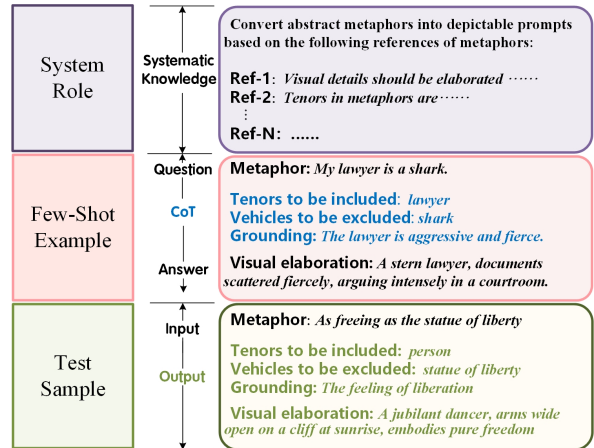 System
Role
Systematic
Knowledge
Convert abstract metaphors into depictable prompts
based on the following references of metaphors:
Ref-1: Visual details should be elaborated ……
Ref-2: Tenors in metaphors are……
⋮
Ref-N: ......
Few-Shot
Example
Question
CoT
Answer
Metaphor: My lawyer is a shark.
Tenors to be included: lawyer
Vehicles to be excluded: shark
Grounding: The lawyer is aggressive and fierce.
Visual elaboration: A stern lawyer, documents
scattered fiercely, arguing intensely in a courtroom.
Test
Sample
Input
Output
Metaphor: As freeing as the statue of liberty
Tenors to be included: person
Vehicles to be excluded: statue of liberty
Grounding: The feeling of liberation
Visual elaboration: A jubilant dancer, arms wide
open on a cliff at sunrise, embodies pure freedom